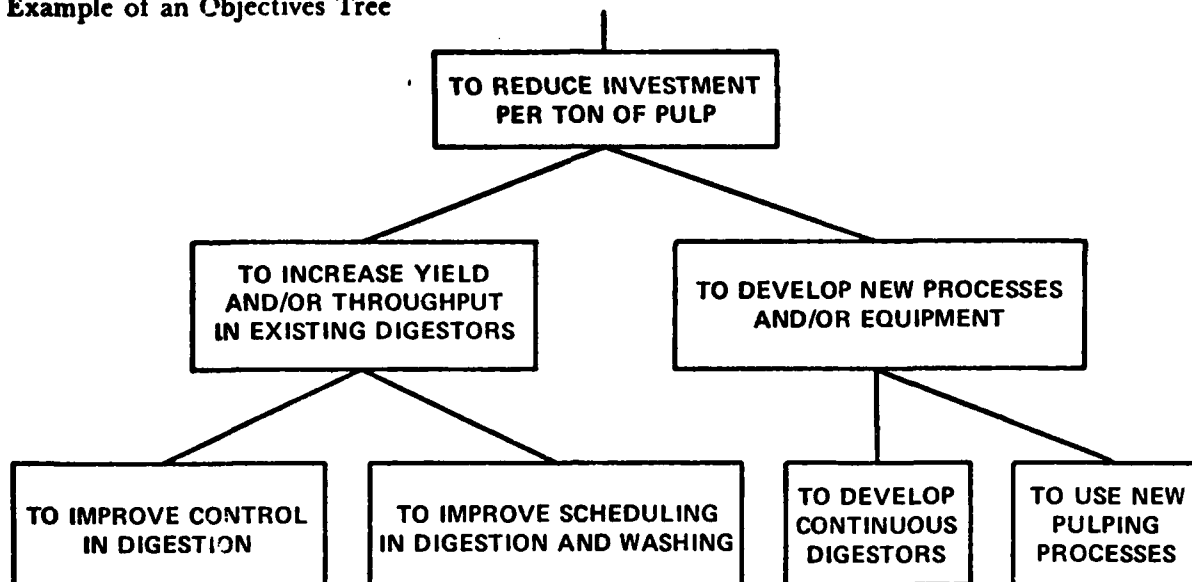 Example of an Objectives Tree
TO REDUCE INVESTMENT
PER TON OF PULP
TO INCREASE YIELD
AND/OR THROUGHPUT
IN EXISTING DIGESTORS
TO DEVELOP NEW PROCESSES
AND/OR EQUIPMENT
TO IMPROVE CONTROL
IN DIGESTION
TO IMPROVE SCHEDULING
IN DIGESTION AND WASHING
TO DEVELOP
CONTINUOUS
DIGESTORS
TO USE NEW
PULPING
PROCESSES